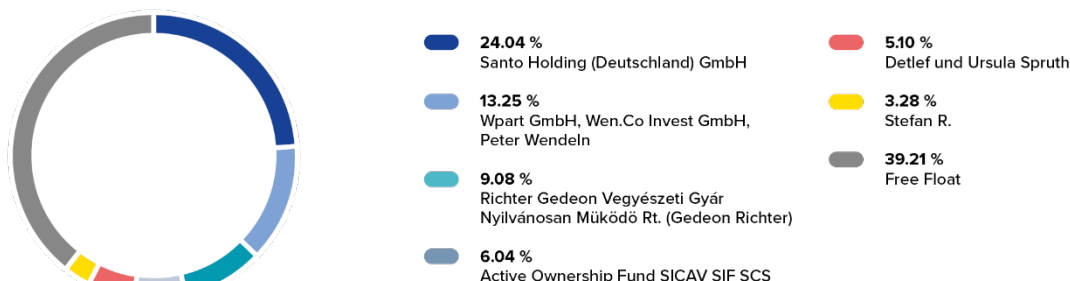 24.04 %
Santo Holding (Deutschland) GmbH
13.25 %
Wpart GmbH, Wen.Co Invest GmbH,
Peter Wendeln
9.08 %
Richter Gedeon Vegyészeti Gyár
Nyilvánosan Müködö Rt. (Gedeon Richter)
6.04 %
Active Ownership Fund SICAV SIF SCS
5.10 %
Detlef und Ursula Spruth
3.28 %
Stefan R.
39.21 %
Free Float